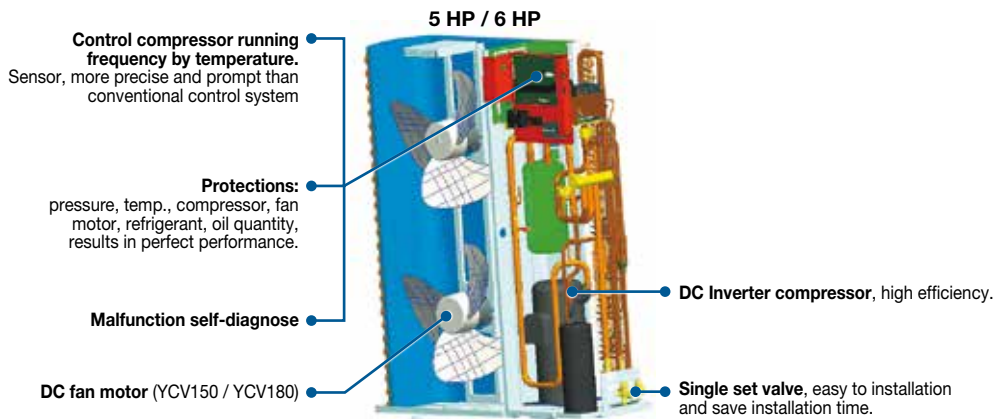 5 HP / 6 HP
Control compressor running
frequency by temperature.
Sensor, more precise and prompt than
conventional control system
Protections:
pressure, temp., compressor, fan
motor, refrigerant, oil quantity,
results in perfect performance.
Malfunction self-diagnose
DC fan motor (YCV150 / YCV180)
DC Inverter compressor, high efficiency.
Single set valve, easy to installation
and save installation time.